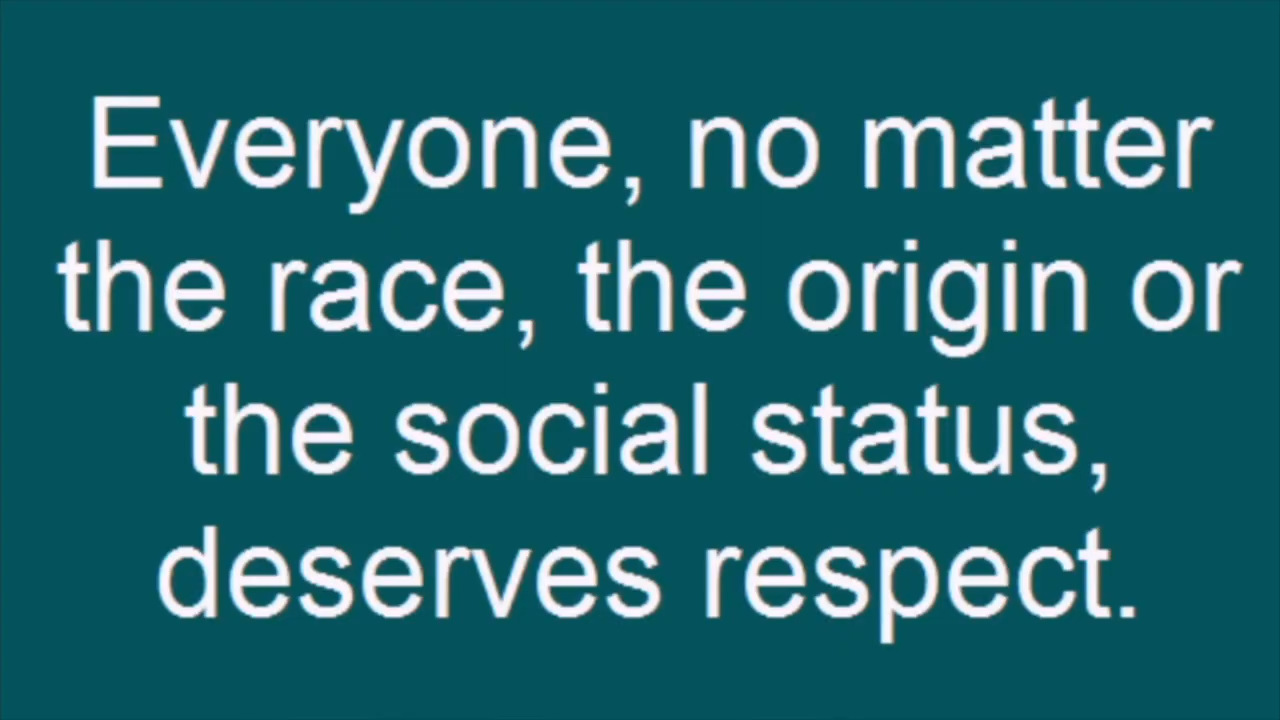 Everyone, no matter
the race, the origin or
the social status,
deserves respect.